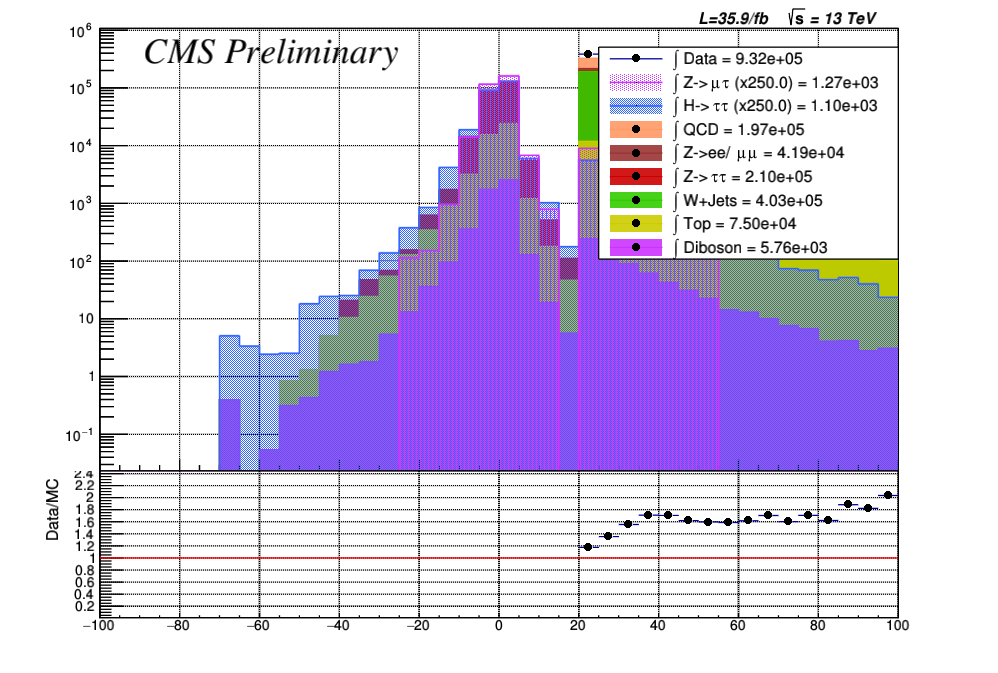 L=35.9/fb √s = 13 TeV
CMS Preliminary
∫ Data = 9.32e+05
∫ Z->μτ (x250.0) = 1.27e+03
∫ H->ττ (x250.0) = 1.10e+03
∫ QCD = 1.97e+05
∫ Z->ee/ μμ = 4.19e+04
∫ Z->ττ = 2.10e+05
∫ W+Jets = 4.03e+05
∫ Top = 7.50e+04
∫ Diboson = 5.76e+03
10⁶
10⁵
10⁴
10³
10²
10
1
10⁻¹
Data/MC
2.4
2.2
2
1.8
1.6
1.4
1.2
1
0.8
0.6
0.4
0.2
−100 −80 −60 −40 −20 0 20 40 60 80 100